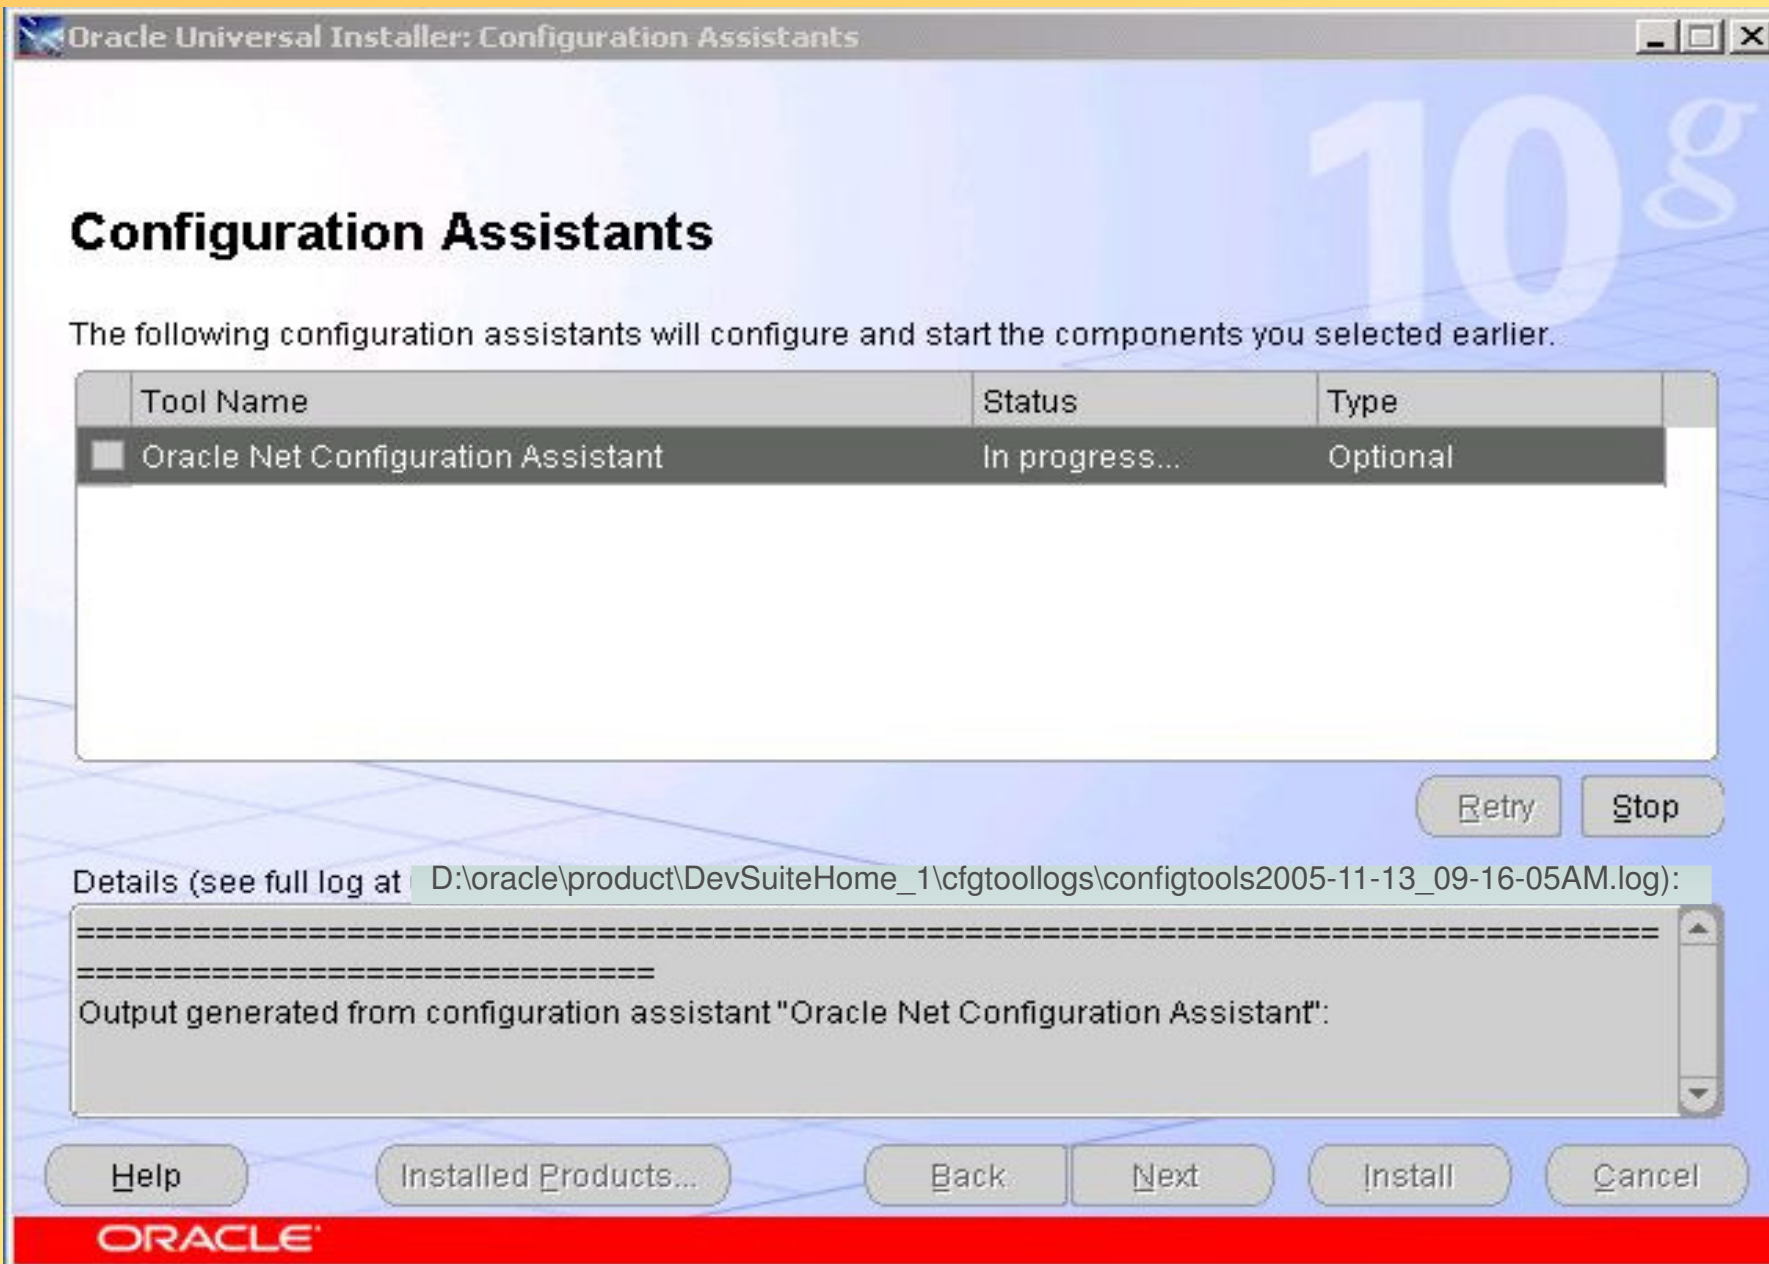 Oracle Universal Installer: Configuration Assistants
10g
Configuration Assistants
The following configuration assistants will configure and start the components you selected earlier.
Tool Name Status Type
Oracle Net Configuration Assistant In progress... Optional
Retry Stop
Details (see full log at D:\oracle\product\DevSuiteHome_1\cfgtoollogs\configtools2005-11-13_09-16-05AM.log):
==================================================================================
==============================
Output generated from configuration assistant "Oracle Net Configuration Assistant":
Help Installed Products... Back Next Install Cancel
ORACLE